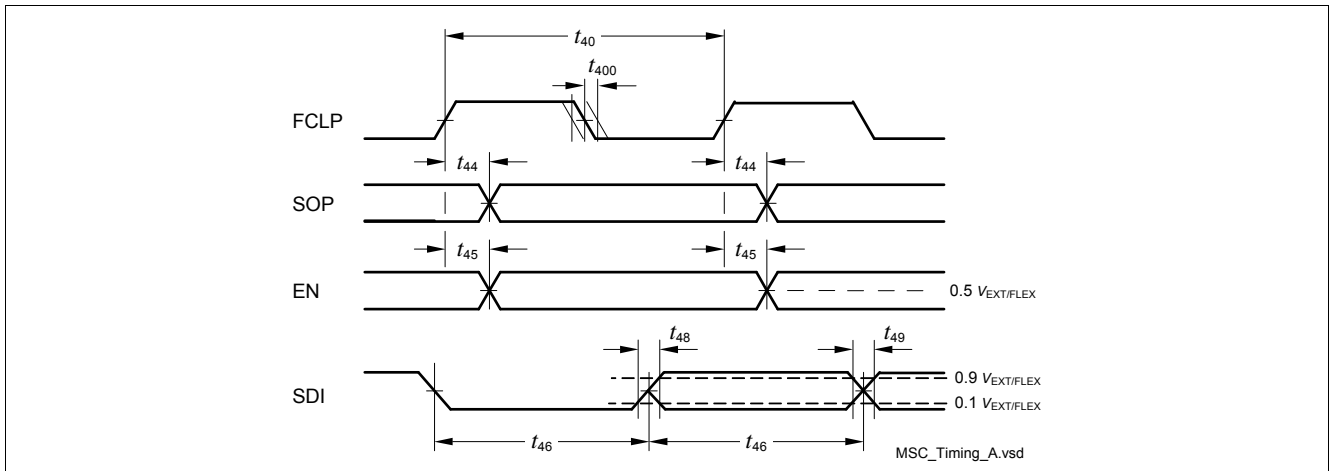 t40
t400
FCLP
t44 t44
SOP
t45 t45
EN
0.5 VEXT/FLEX
t48 t49
0.9 VEXT/FLEX
SDI
0.1 VEXT/FLEX
t46 t46
MSC_Timing_A.vsd